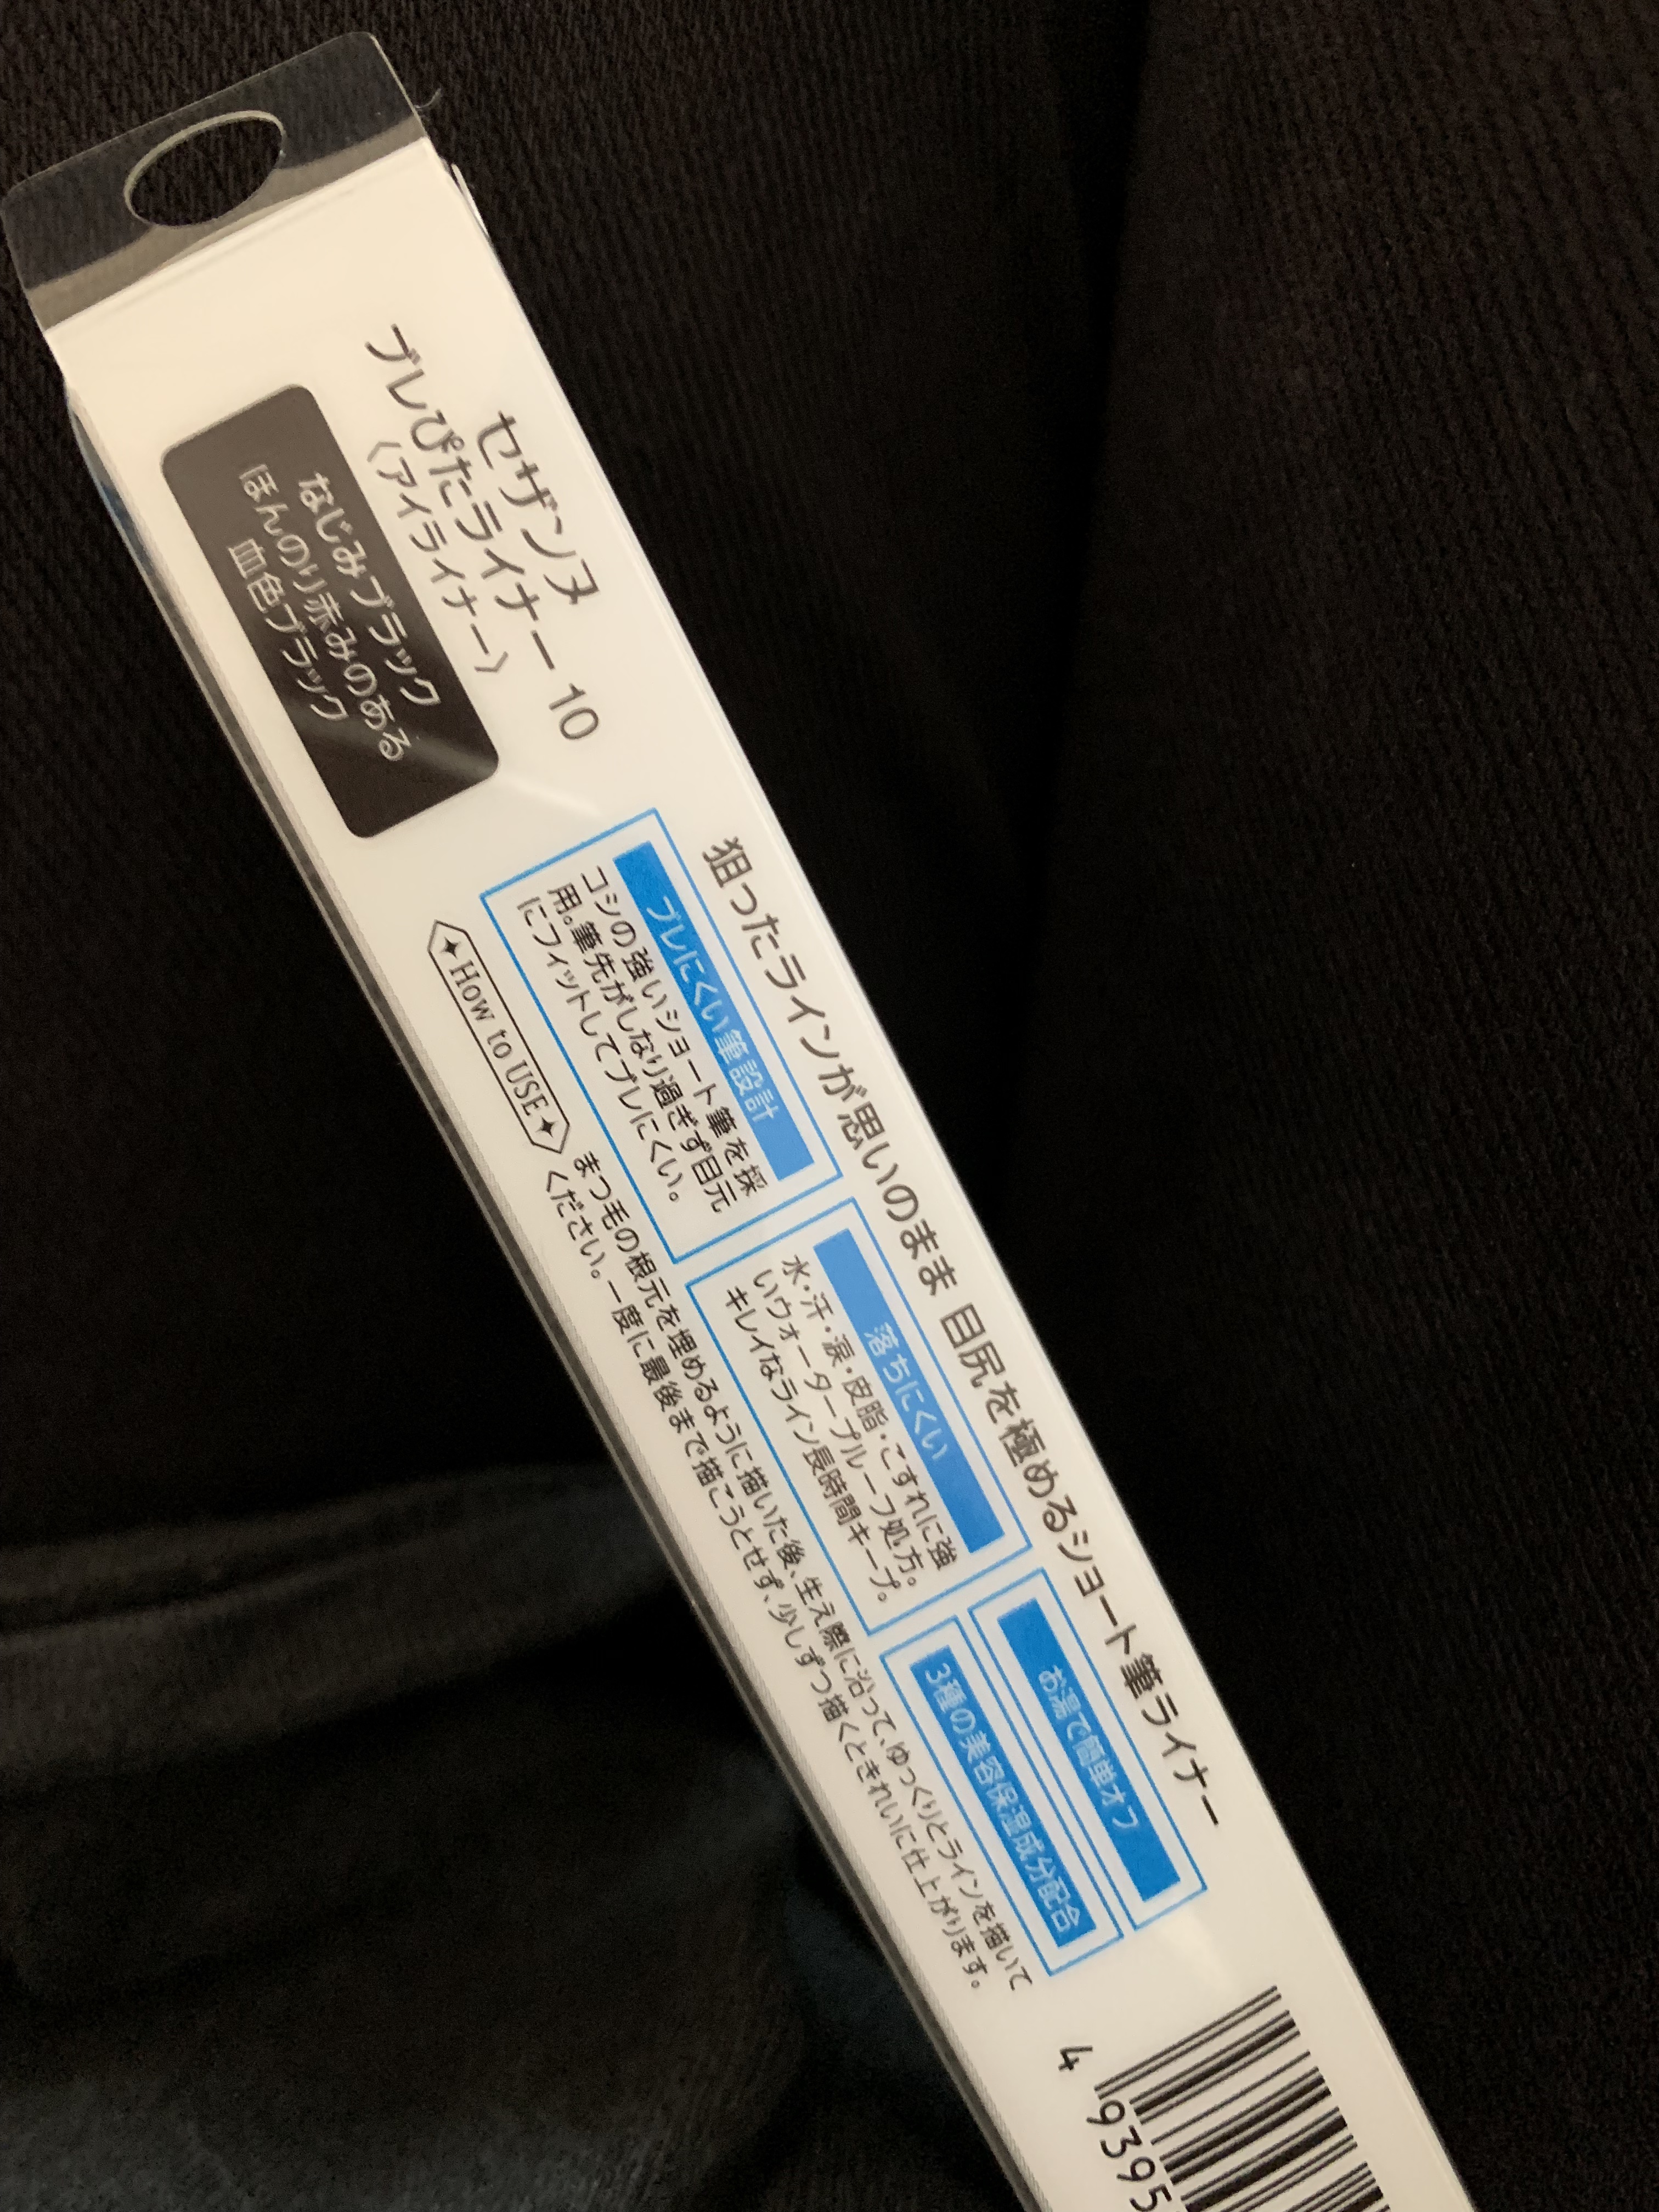 セザンヌ
ブレぴたライナー 10
〈アイライナー〉
なじみブラック
ほんのり赤みのある
血色ブラック
狙ったラインが思いのまま 目尻を極めるショート筆ライナー
ブレにくい筆設計
コシの強いショート筆を採
用。筆先がしなり過ぎず目元
にフィットしてブレにくい。
落ちにくい
水・汗・涙・皮脂・こすれに強
いウォータープルーフ処方。
キレイなライン長時間キープ。
お湯で簡単オフ
3種の美容保湿成分配合
How to USE
まつ毛の根元を埋めるように描いた後、生え際に沿って、ゆっくりとラインを描いて
ください。一度に最後まで描こうとせず、少しずつ描くときれいに仕上がります。
4 9395